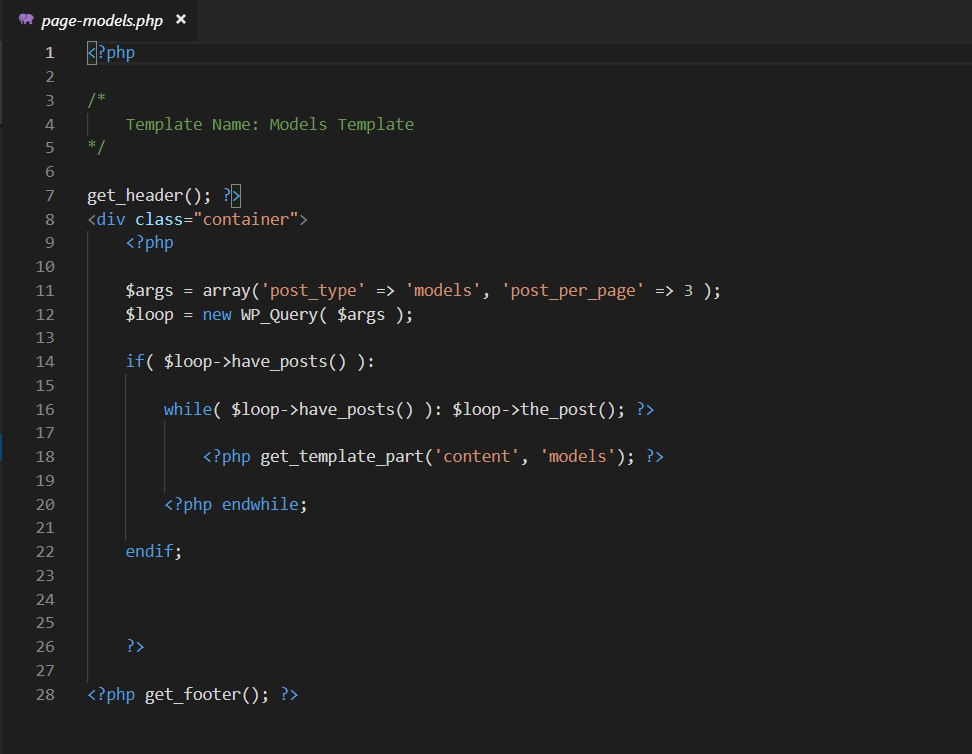 page-models.php ×
1 <?php
2
3 /*
4     Template Name: Models Template
5 */
6
7 get_header(); ?>
8 <div class="container">
9     <?php
10
11     $args = array('post_type' => 'models', 'post_per_page' => 3 );
12     $loop = new WP_Query( $args );
13
14     if( $loop->have_posts() ):
15
16         while( $loop->have_posts() ): $loop->the_post(); ?>
17
18             <?php get_template_part('content', 'models'); ?>
19
20         <?php endwhile;
21
22     endif;
23
24
25
26     ?>
27
28 <?php get_footer(); ?>